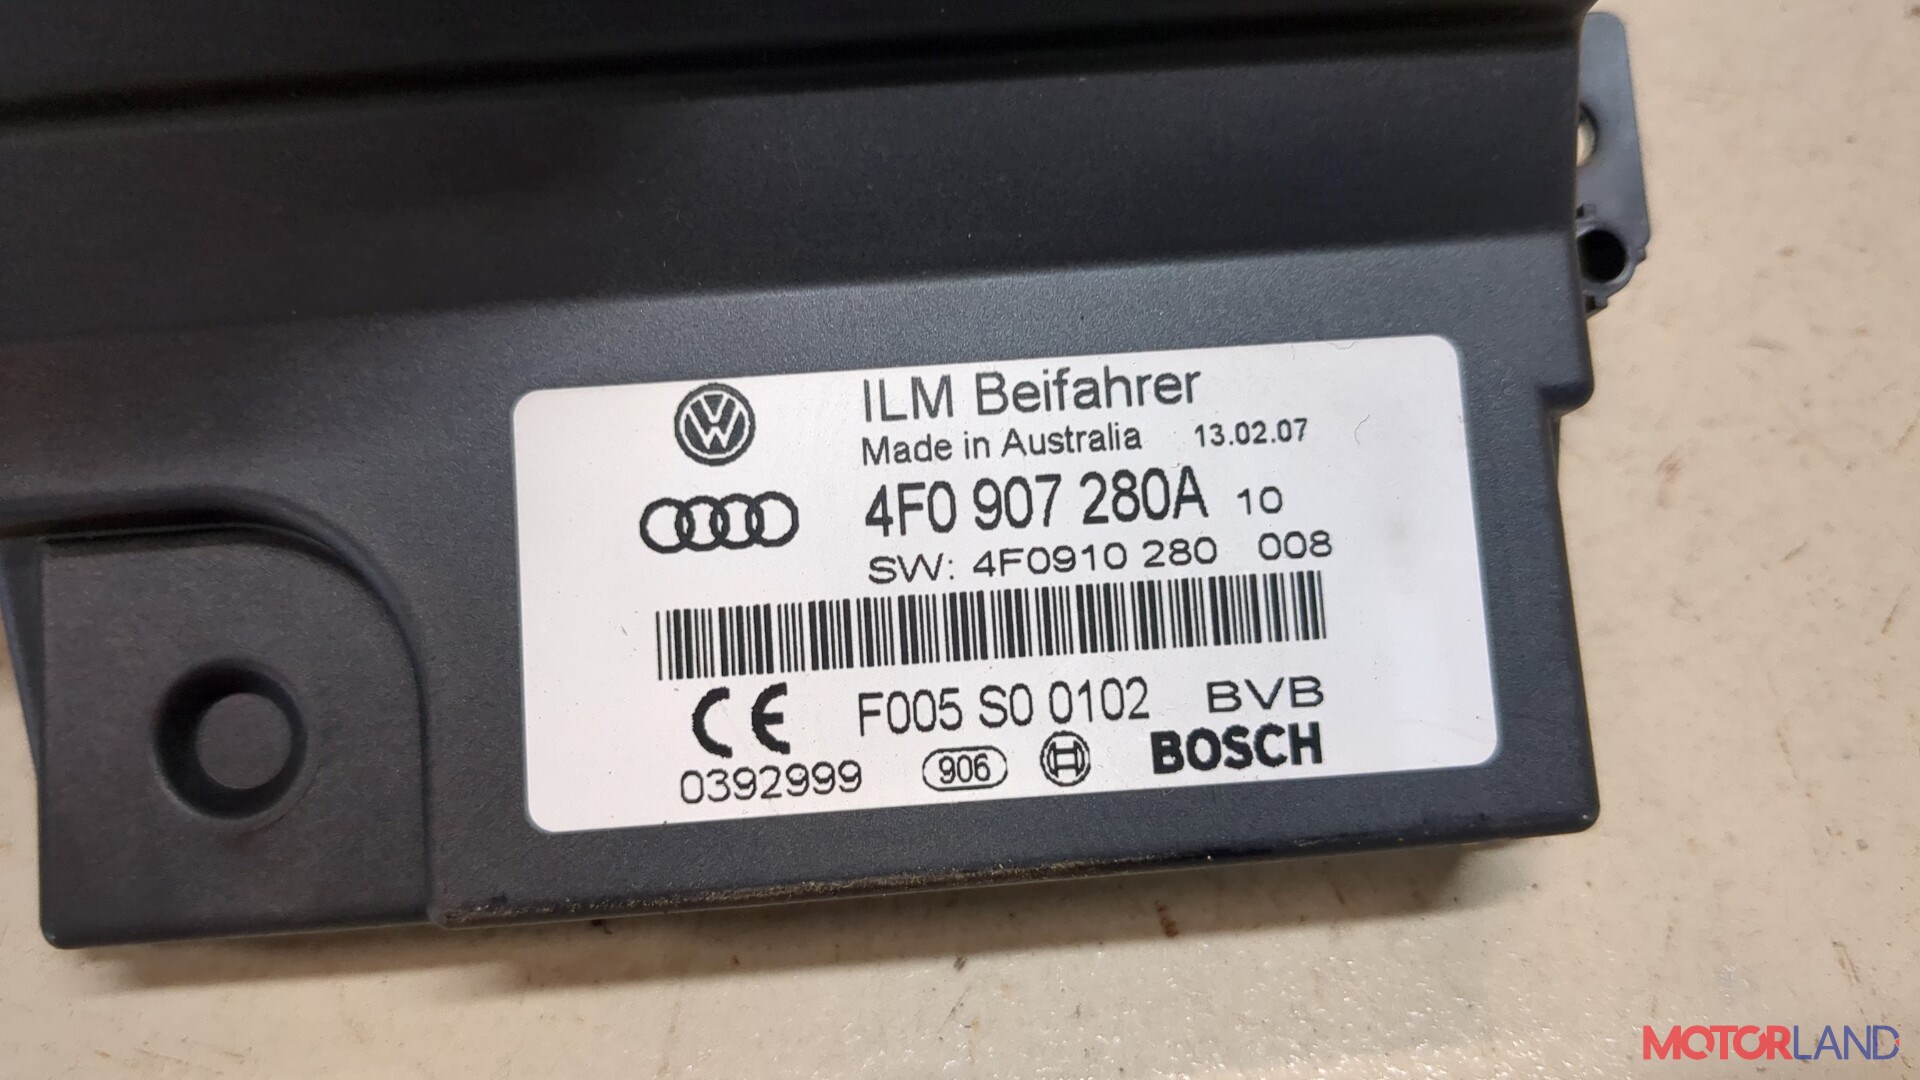 ILM Beifahrer
Made in Australia 13.02.07
4F0 907 280A 10
SW: 4F0910 280 008
CE F005 S0 0102 BVB
0392999 906 BOSCH
MOTORLAND